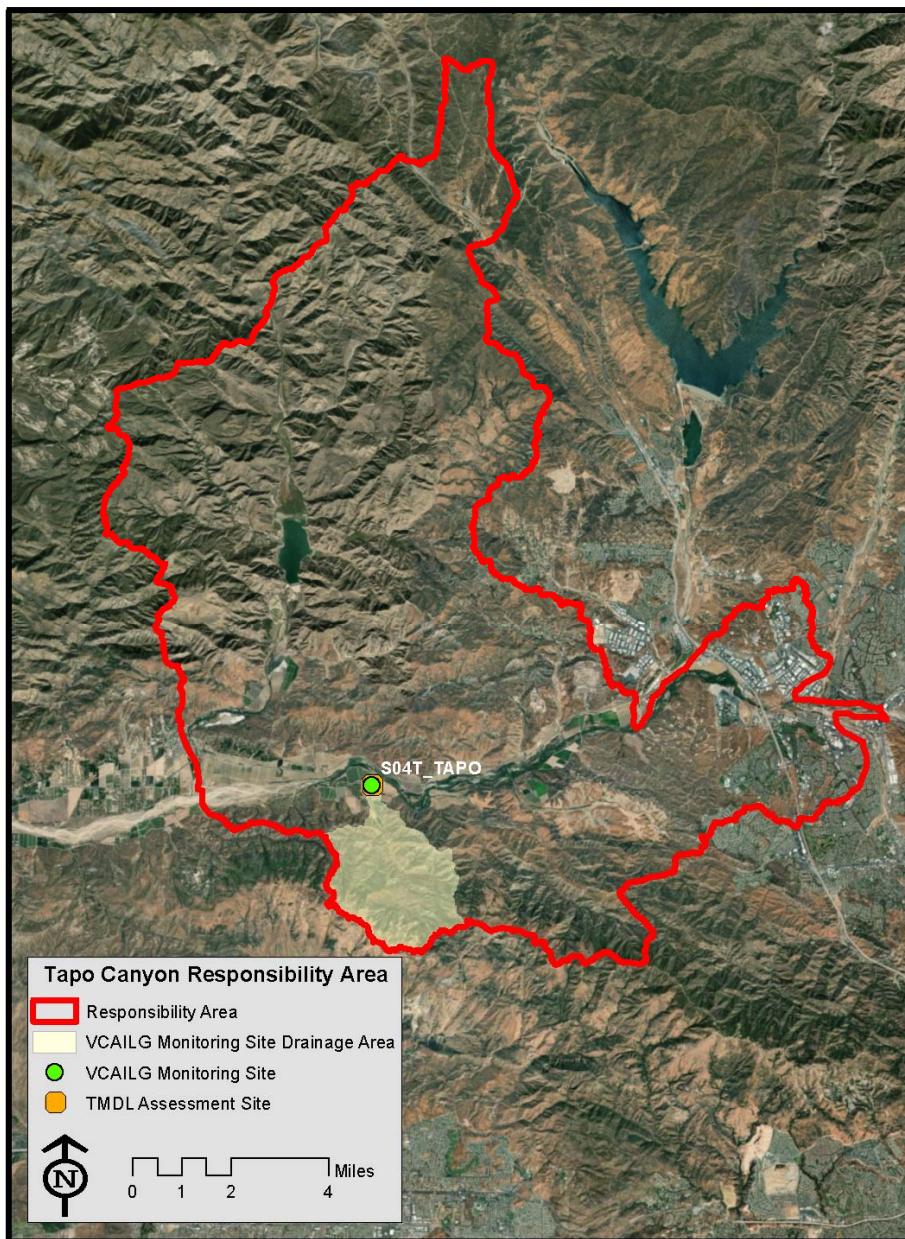 S04T_TAPO
Tapo Canyon Responsibility Area
Responsibility Area
VCAILG Monitoring Site Drainage Area
VCAILG Monitoring Site
TMDL Assessment Site
N
Miles
0 1 2 4